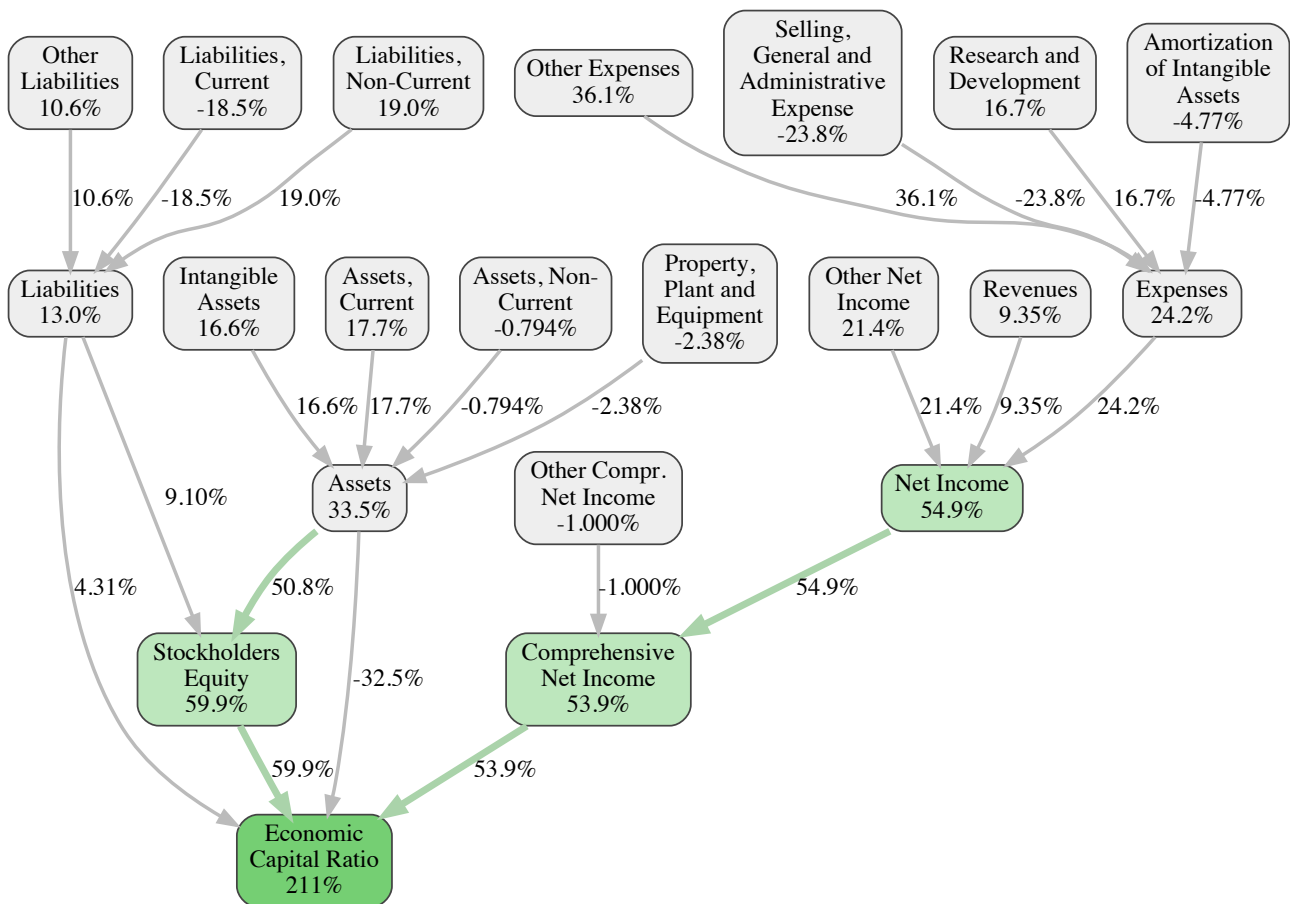 Other
Liabilities
10.6%
Liabilities,
Current
-18.5%
Liabilities,
Non-Current
19.0%
Other Expenses
36.1%
Selling,
General and
Administrative
Expense
-23.8%
Research and
Development
16.7%
Amortization
of Intangible
Assets
-4.77%
10.6%
-18.5%
19.0%
36.1%
-23.8%
16.7%
-4.77%
Liabilities
13.0%
Intangible
Assets
16.6%
Assets,
Current
17.7%
Assets, Non-
Current
-0.794%
Property,
Plant and
Equipment
-2.38%
Other Net
Income
21.4%
Revenues
9.35%
Expenses
24.2%
16.6%
17.7%
-0.794%
-2.38%
21.4%
9.35%
24.2%
Assets
33.5%
Other Compr.
Net Income
-1.000%
Net Income
54.9%
9.10%
4.31%
50.8%
-32.5%
-1.000%
54.9%
Stockholders
Equity
59.9%
Comprehensive
Net Income
53.9%
59.9%
53.9%
Economic
Capital Ratio
211%